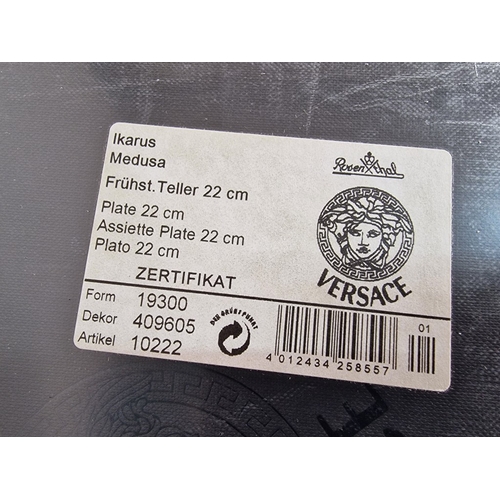 Ikarus
Medusa
Frühst.Teller 22 cm
Plate 22 cm
Assiette Plate 22 cm
Plato 22 cm
ZERTIFIKAT
Form 19300
Dekor 409605
Artikel 10222
DER GRÜNE PUNKT
Rosenthal
VERSACE
01
4 012434 258557